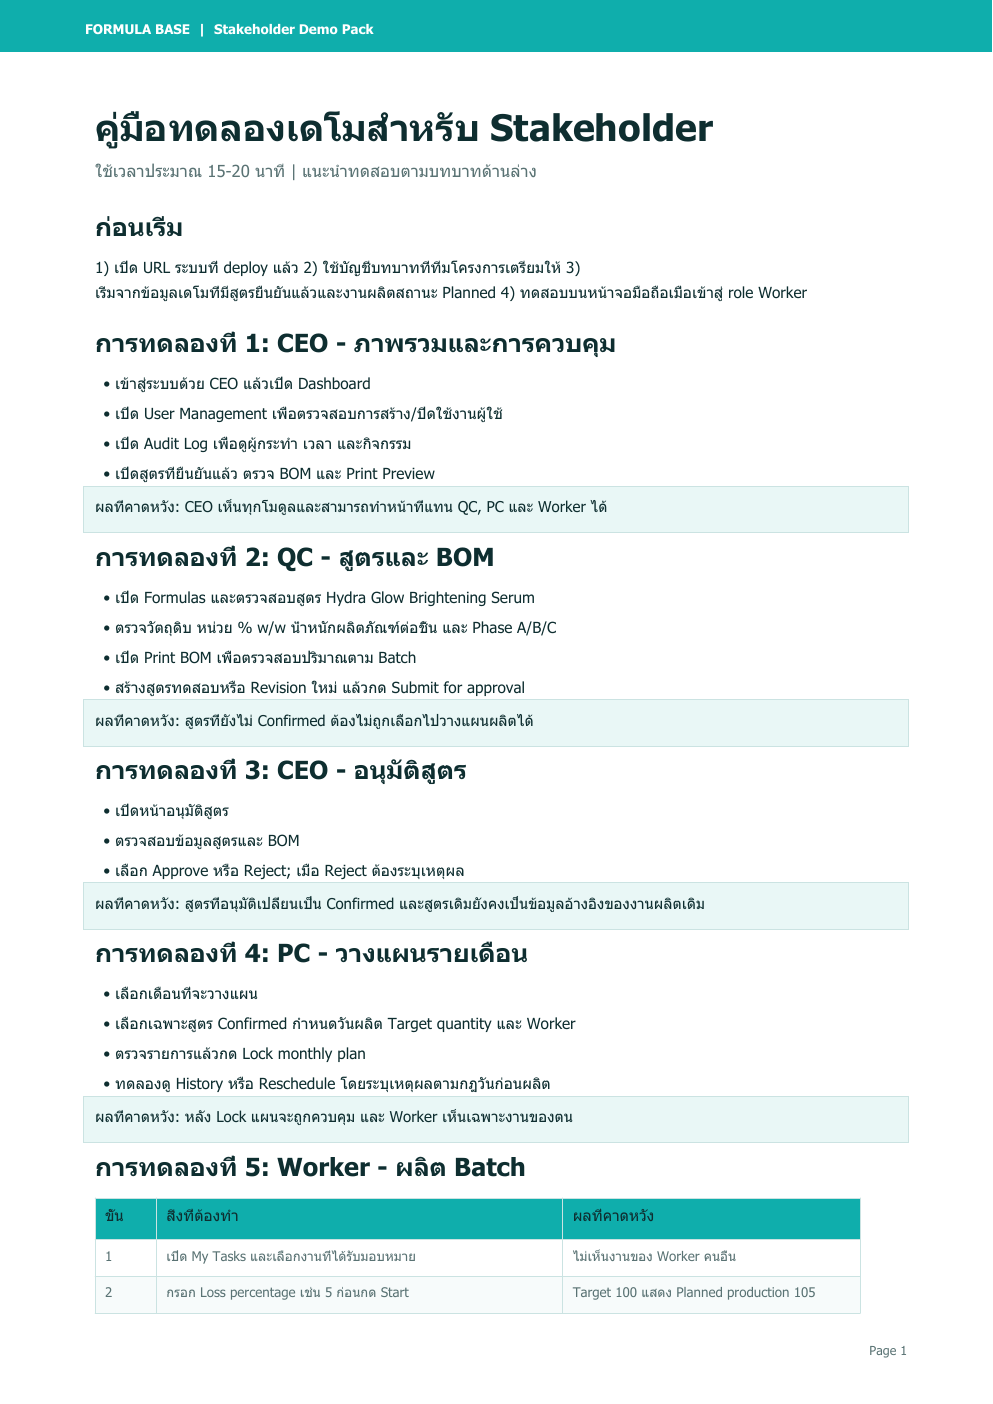 FORMULA BASE | Stakeholder Demo Pack
คู่มือทดลองเดโมสำหรับ Stakeholder
ใช้เวลาประมาณ 15-20 นาที | แนะนำทดสอบตามบทบาทด้านล่าง
ก่อนเริ่ม
1) เปิด URL ระบบที่ deploy แล้ว 2) ใช้บัญชีบทบาทที่ทีมโครงการเตรียมให้ 3)
เริ่มจากข้อมูลเดโมที่มีสูตรยืนยันแล้วและงานผลิตสถานะ Planned 4) ทดสอบบนหน้าจอมือถือเมื่อเข้าสู่ role Worker
การทดลองที่ 1: CEO - ภาพรวมและการควบคุม
• เข้าสู่ระบบด้วย CEO แล้วเปิด Dashboard
• เปิด User Management เพื่อตรวจสอบการสร้าง/ปิดใช้งานผู้ใช้
• เปิด Audit Log เพื่อดูผู้กระทำ เวลา และกิจกรรม
• เปิดสูตรที่ยืนยันแล้ว ตรวจ BOM และ Print Preview
ผลที่คาดหวัง: CEO เห็นทุกโมดูลและสามารถทำหน้าที่แทน QC, PC และ Worker ได้
การทดลองที่ 2: QC - สูตรและ BOM
• เปิด Formulas และตรวจสอบสูตร Hydra Glow Brightening Serum
• ตรวจวัตถุดิบ หน่วย % w/w น้ำหนักผลิตภัณฑ์ต่อชิ้น และ Phase A/B/C
• เปิด Print BOM เพื่อตรวจสอบปริมาณตาม Batch
• สร้างสูตรทดสอบหรือ Revision ใหม่ แล้วกด Submit for approval
ผลที่คาดหวัง: สูตรที่ยังไม่ Confirmed ต้องไม่ถูกเลือกไปวางแผนผลิตได้
การทดลองที่ 3: CEO - อนุมัติสูตร
• เปิดหน้าอนุมัติสูตร
• ตรวจสอบข้อมูลสูตรและ BOM
• เลือก Approve หรือ Reject; เมื่อ Reject ต้องระบุเหตุผล
ผลที่คาดหวัง: สูตรที่อนุมัติเปลี่ยนเป็น Confirmed และสูตรเดิมยังคงเป็นข้อมูลอ้างอิงของงานผลิตเดิม
การทดลองที่ 4: PC - วางแผนรายเดือน
• เลือกเดือนที่จะวางแผน
• เลือกเฉพาะสูตร Confirmed กำหนดวันผลิต Target quantity และ Worker
• ตรวจรายการแล้วกด Lock monthly plan
• ทดลองดู History หรือ Reschedule โดยระบุเหตุผลตามกฎวันก่อนผลิต
ผลที่คาดหวัง: หลัง Lock แผนจะถูกควบคุม และ Worker เห็นเฉพาะงานของตน
การทดลองที่ 5: Worker - ผลิต Batch
ขั้น สิ่งที่ต้องทำ ผลที่คาดหวัง
1 เปิด My Tasks และเลือกงานที่ได้รับมอบหมาย ไม่เห็นงานของ Worker คนอื่น
2 กรอก Loss percentage เช่น 5 ก่อนกด Start Target 100 แสดง Planned production 105
Page 1